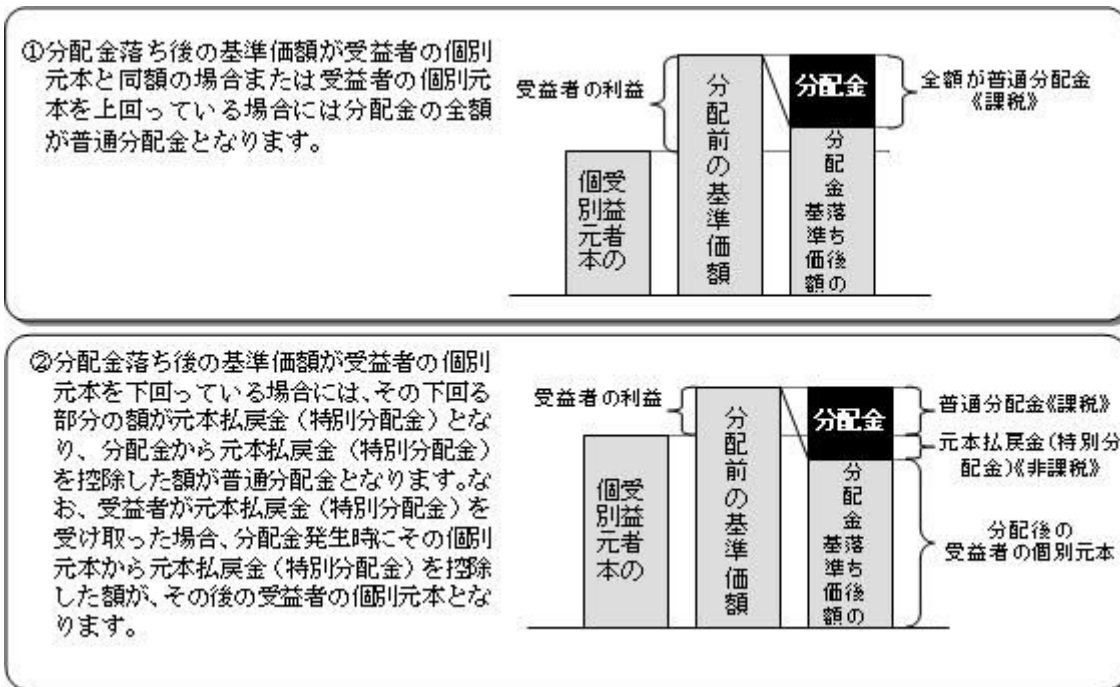 ①分配金落ち後の基準価額が受益者の個別
元本と同額の場合または受益者の個別元
本を上回っている場合には分配金の全額
が普通分配金となります。
受益者の利益
受益者の
個別元本
分配前の基準価額
分配金
分配金落ち後の
基準価額
全額が普通分配金
《課税》
②分配金落ち後の基準価額が受益者の個別
元本を下回っている場合には、その下回る
部分の額が元本払戻金（特別分配金）とな
り、分配金から元本払戻金（特別分配金）
を控除した額が普通分配金となります。な
お、受益者が元本払戻金（特別分配金）を
受け取った場合、分配金発生時にその個別
元本から元本払戻金（特別分配金）を控除
した額が、その後の受益者の個別元本とな
ります。
受益者の利益
受益者の
個別元本
分配前の基準価額
分配金
分配金落ち後の
基準価額
普通分配金《課税》
元本払戻金(特別分
配金)《非課税》
分配後の
受益者の個別元本